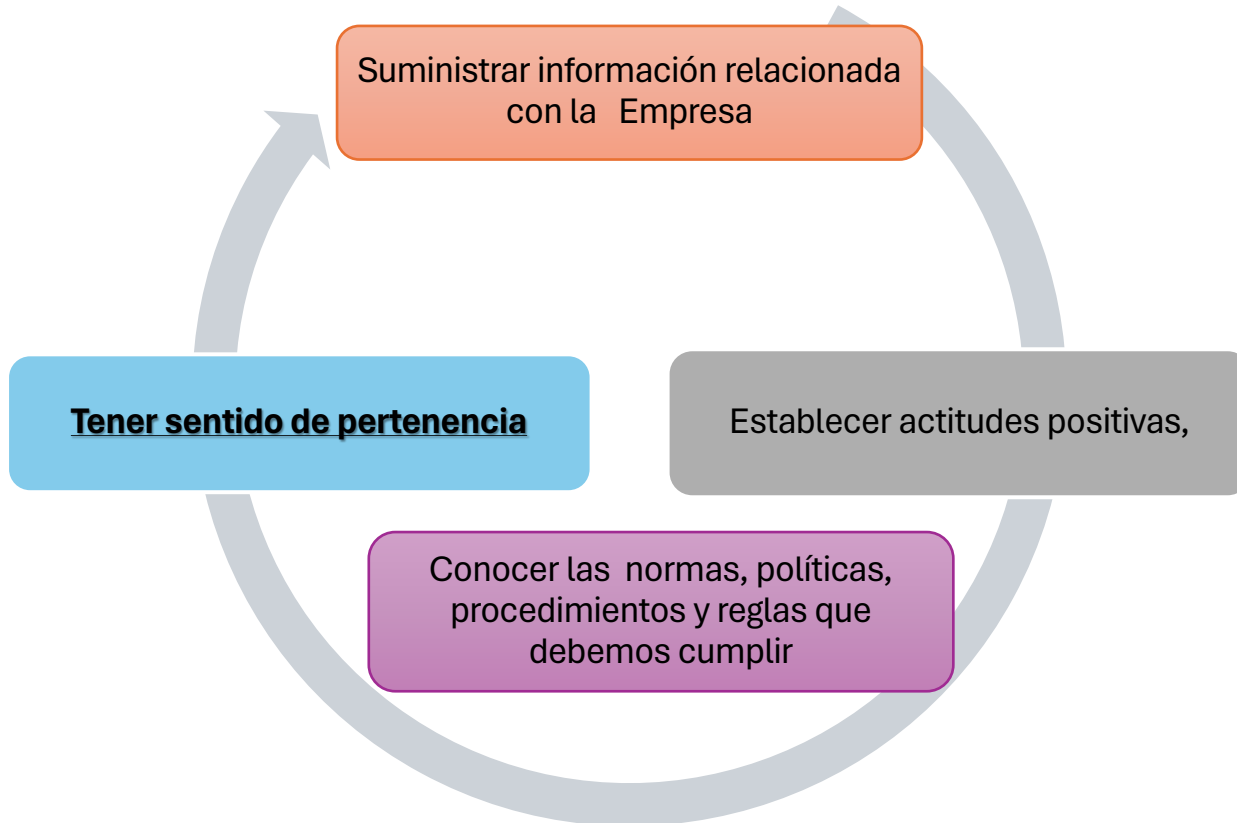 Suministrar información relacionada
con la   Empresa
Tener sentido de pertenencia
Establecer actitudes positivas,
Conocer las  normas, políticas,
procedimientos y reglas que
debemos cumplir